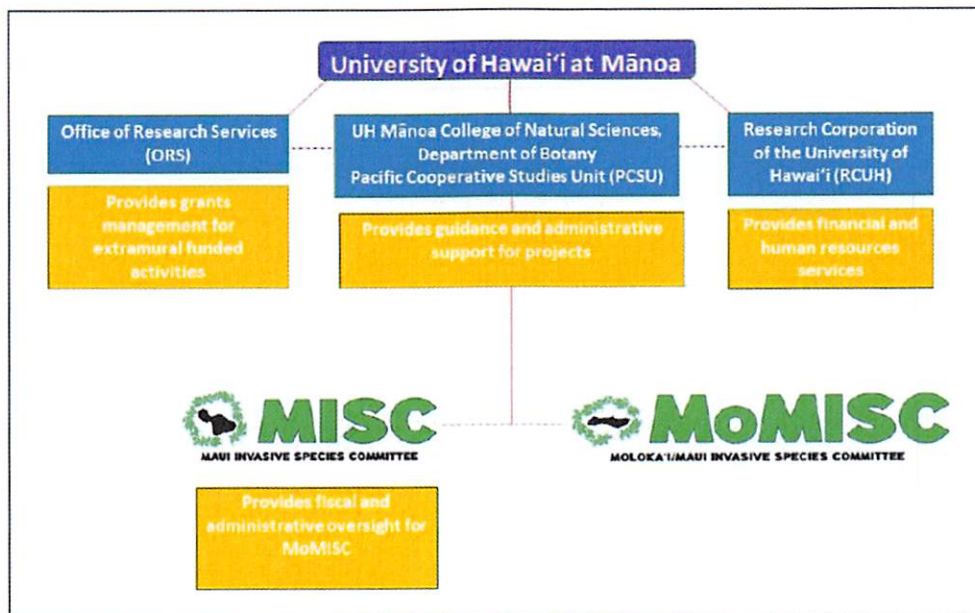 University of Hawai‘i at Mānoa
Office of Research Services
(ORS)
UH Mānoa College of Natural Sciences,
Department of Botany
Pacific Cooperative Studies Unit (PCSU)
Research Corporation
of the University of
Hawai‘i (RCUH)
Provides grants
management for
extramural funded
activities
Provides guidance and administrative
support for projects
Provides financial and
human resources
services
MISC
MAUI INVASIVE SPECIES COMMITTEE
MoMISC
MOLOKA‘I/MAUI INVASIVE SPECIES COMMITTEE
Provides fiscal and
administrative oversight for
MoMISC